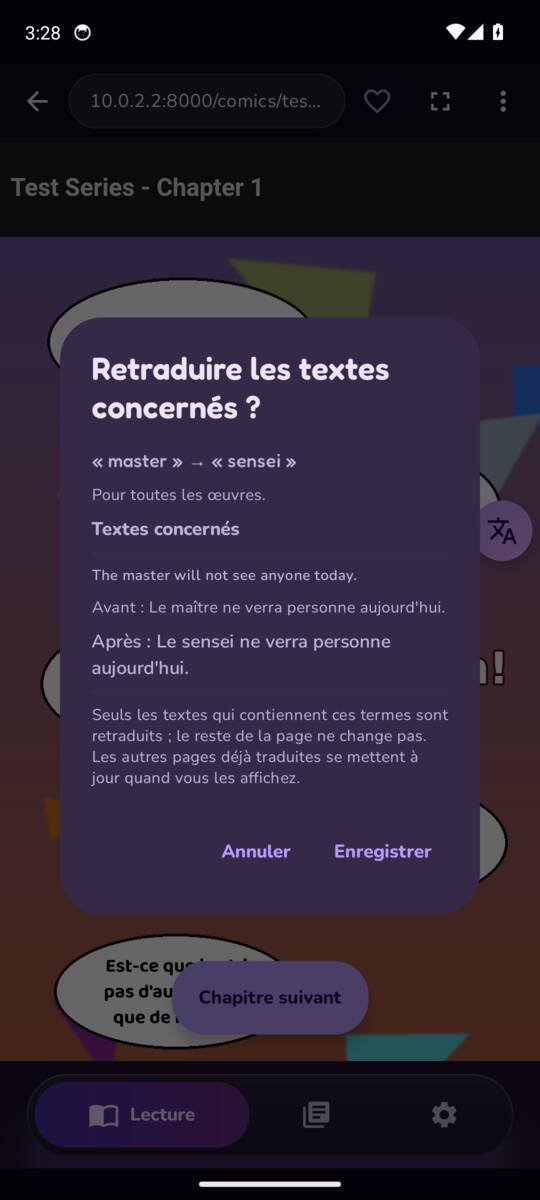 3:28
10.0.2.2:8000/comics/tes...
Test Series - Chapter 1
Retraduire les textes
concernés ?
« master » → « sensei »
Pour toutes les œuvres.
Textes concernés
The master will not see anyone today.
Avant : Le maître ne verra personne aujourd'hui.
Après : Le sensei ne verra personne
aujourd'hui.
Seuls les textes qui contiennent ces termes sont
retraduits ; le reste de la page ne change pas.
Les autres pages déjà traduites se mettent à
jour quand vous les affichez.
Annuler
Enregistrer
!
Est-ce que
pas d'au
que de
Chapitre suivant
Lecture